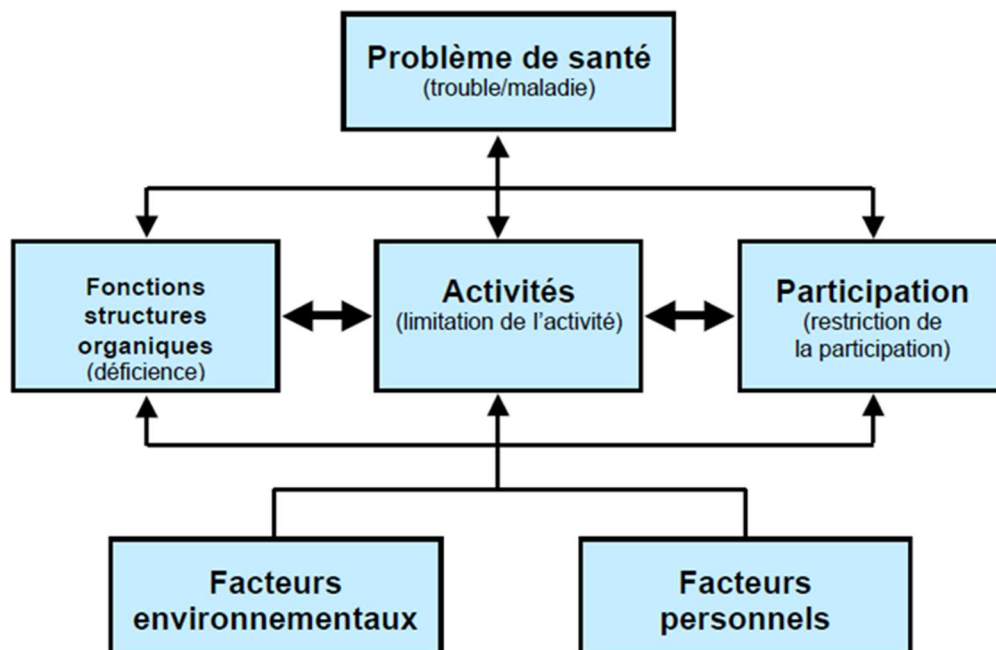 Problème de santé
(trouble/maladie)
Fonctions
structures
organiques
(déficience)
Activités
(limitation de l'activité)
Participation
(restriction de
la participation)
Facteurs
environnementaux
Facteurs
personnels